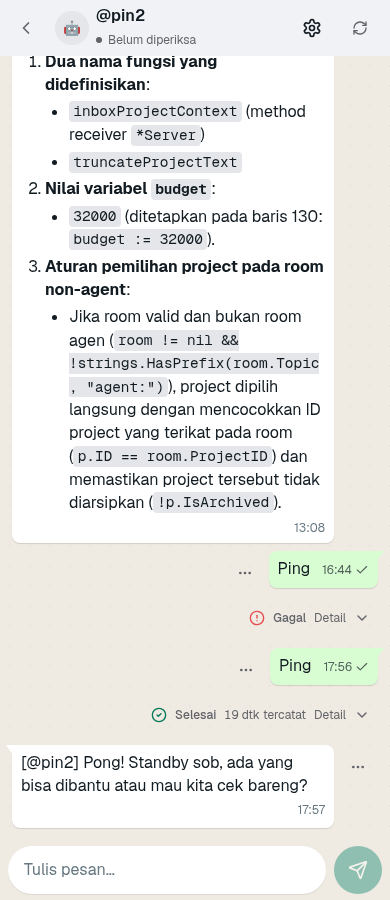 @pin2
Belum diperiksa
1. Dua nama fungsi yang
didefinisikan:
• inboxProjectContext (method
receiver *Server)
• truncateProjectText
2. Nilai variabel budget:
• 32000 (ditetapkan pada baris 130:
budget := 32000).
3. Aturan pemilihan project pada room
non-agent:
• Jika room valid dan bukan room
agen (room != nil &&
!strings.HasPrefix(room.Topic
, "agent:")), project dipilih
langsung dengan mencocokkan ID
project yang terikat pada room
(p.ID == room.ProjectID) dan
memastikan project tersebut tidak
diarsipkan (!p.IsArchived).
13:08
... Ping 16:44
Gagal Detail
... Ping 17:56
Selesai 19 dtk tercatat Detail
[@pin2] Pong! Standby sob, ada yang
bisa dibantu atau mau kita cek bareng?
17:57
...
Tulis pesan...